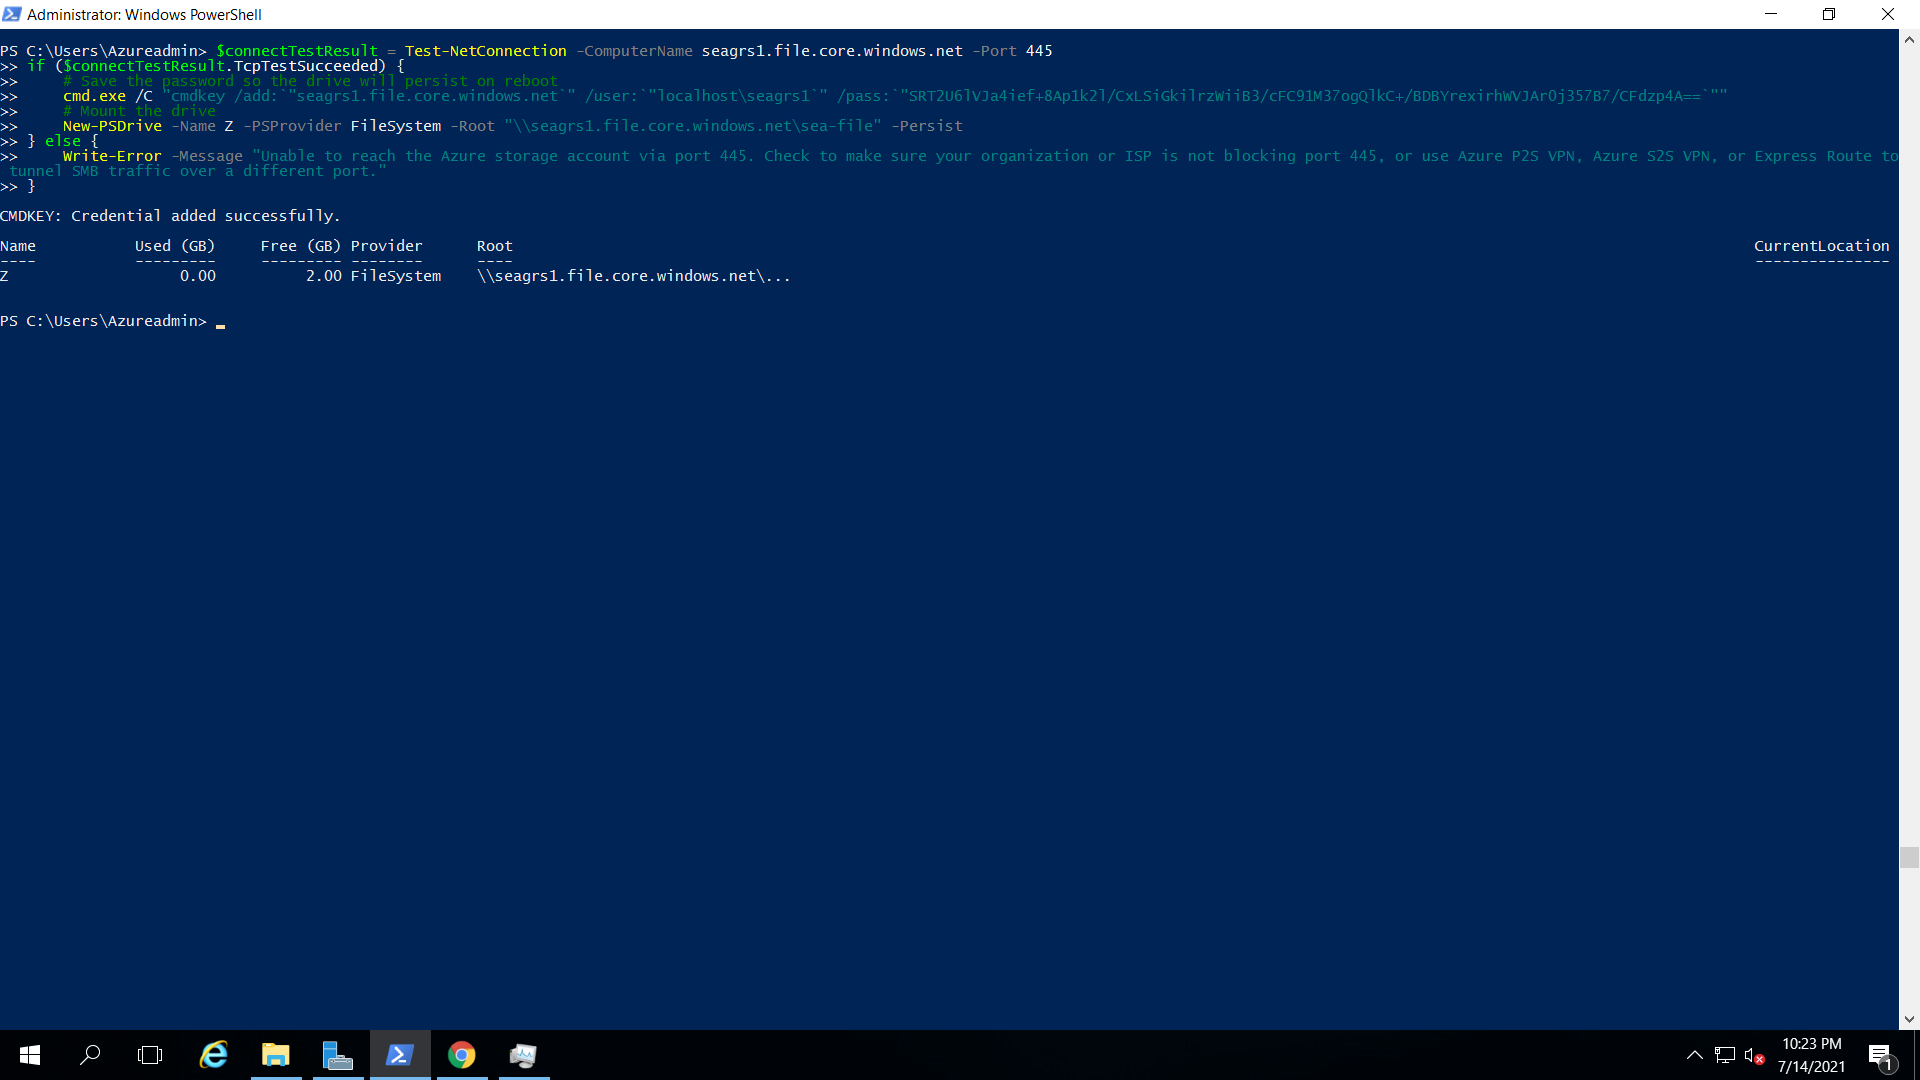 Administrator: Windows PowerShell
PS C:\Users\Azureadmin> $connectTestResult = Test-NetConnection -ComputerName seagrs1.file.core.windows.net -Port 445
>> if ($connectTestResult.TcpTestSucceeded) {
>>     # Save the password so the drive will persist on reboot
>>     cmd.exe /C "cmdkey /add:`"seagrs1.file.core.windows.net`" /user:`"localhost\seagrs1`" /pass:`"SRT2U6lVJa4ief+8Ap1k2l/CxLSiGkilrzWiiB3/cFC91M37ogQlkC+/BDBYrexirhWVJArOj357B7/CFdzp4A==`""
>>     # Mount the drive
>>     New-PSDrive -Name Z -PSProvider FileSystem -Root "\\seagrs1.file.core.windows.net\sea-file" -Persist
>> } else {
>>     Write-Error -Message "Unable to reach the Azure storage account via port 445. Check to make sure your organization or ISP is not blocking port 445, or use Azure P2S VPN, Azure S2S VPN, or Express Route to
 tunnel SMB traffic over a different port."
>> }
CMDKEY: Credential added successfully.
Name Used (GB) Free (GB) Provider Root CurrentLocation
---- --------- --------- -------- ---- ---------------
Z 0.00 2.00 FileSystem \\seagrs1.file.core.windows.net\...
PS C:\Users\Azureadmin>
10:23 PM
7/14/2021
1